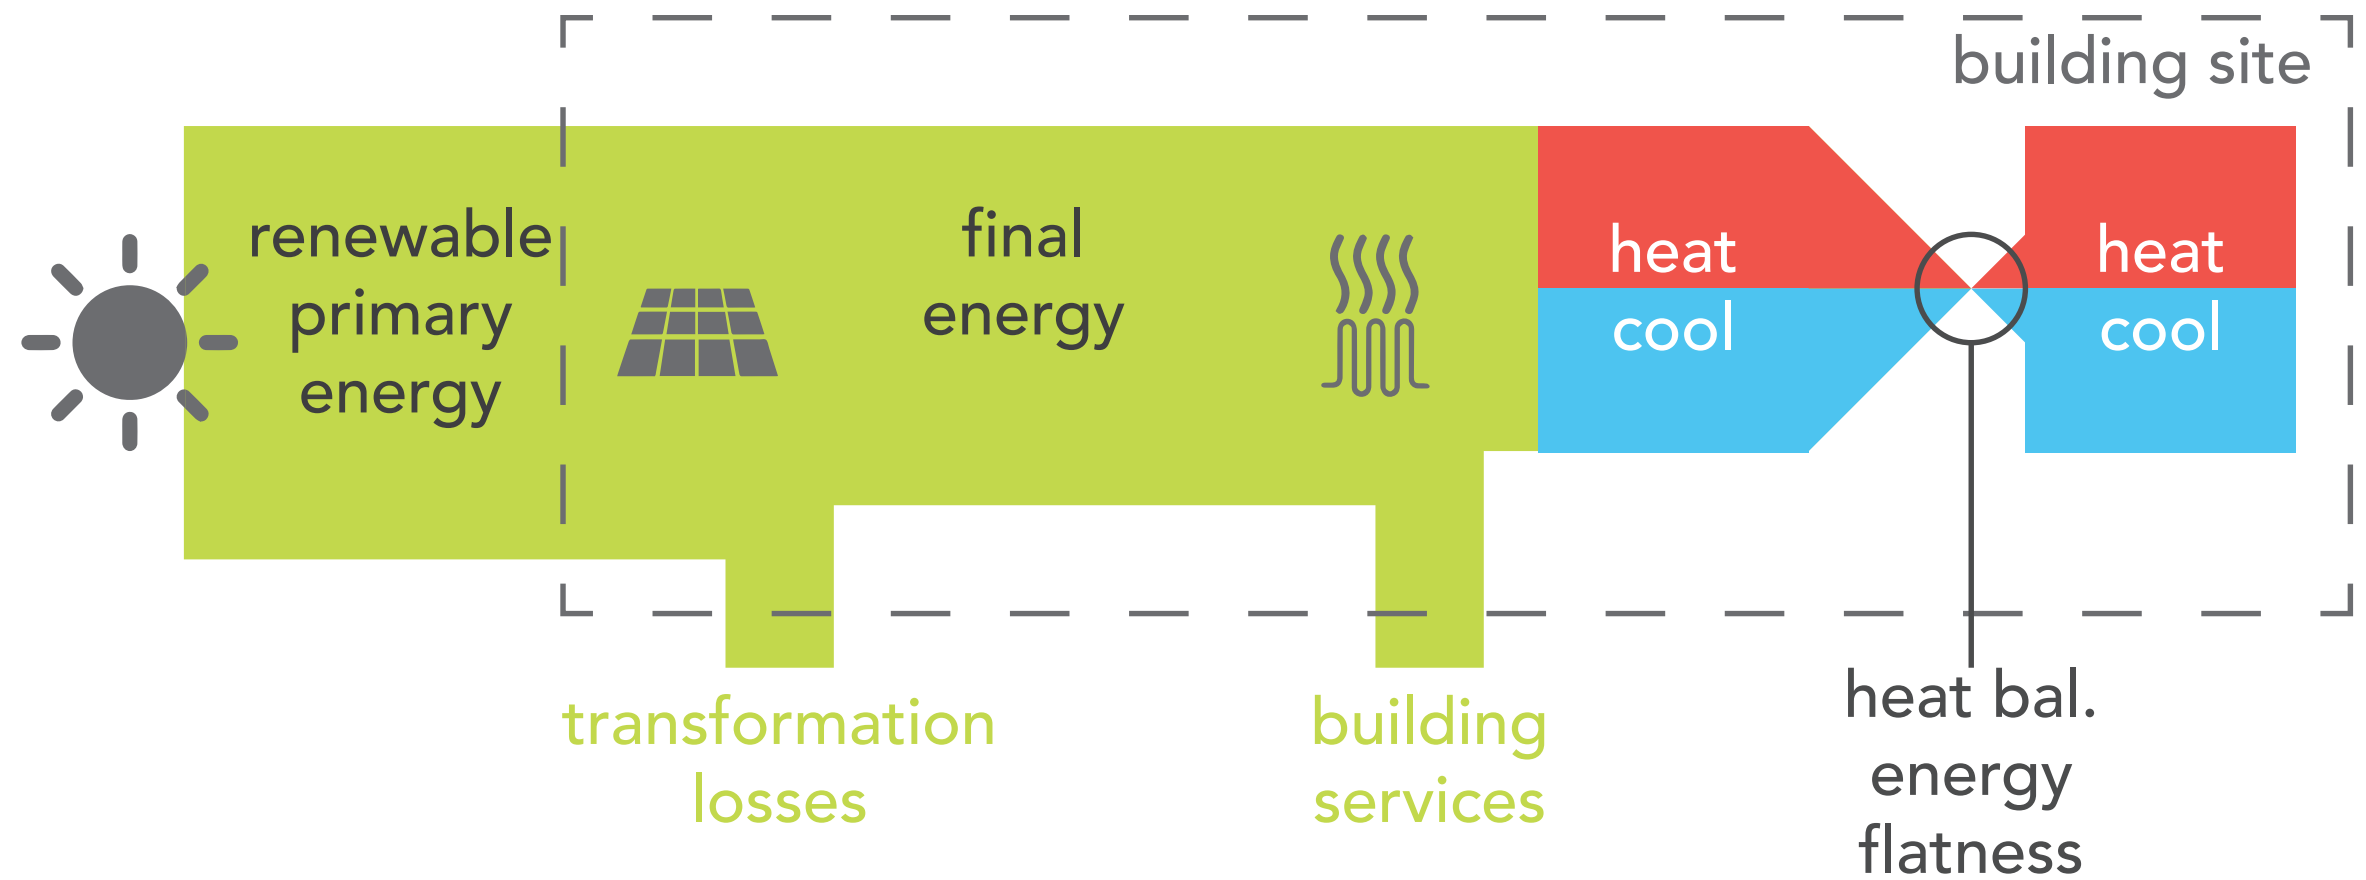 building site
renewable
primary
energy
final
energy
heat
cool
heat
cool
transformation
losses
building
services
heat bal.
energy
flatness